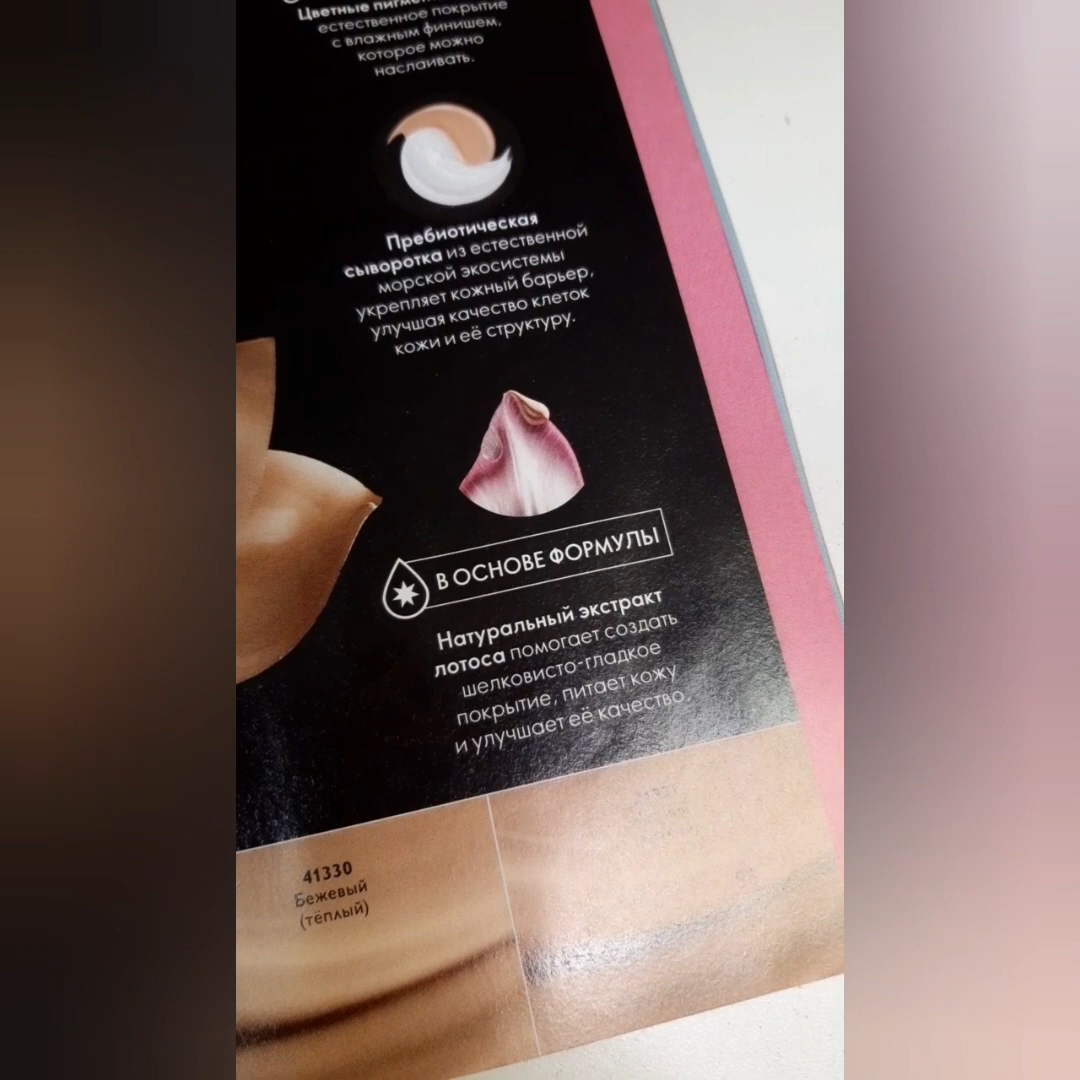 Цветные
естественное покрытие
с влажным финишем,
которое можно
наслаивать.
Пребиотическая
сыворотка из естественной
морской экосистемы
укрепляет кожный барьер,
улучшая качество клеток
кожи и её структуру.
В ОСНОВЕ ФОРМУЛЫ
Натуральный экстракт
лотоса помогает создать
шелковисто-гладкое
покрытие, питает кожу
и улучшает её качество.
41330
Бежевый
(тёплый)